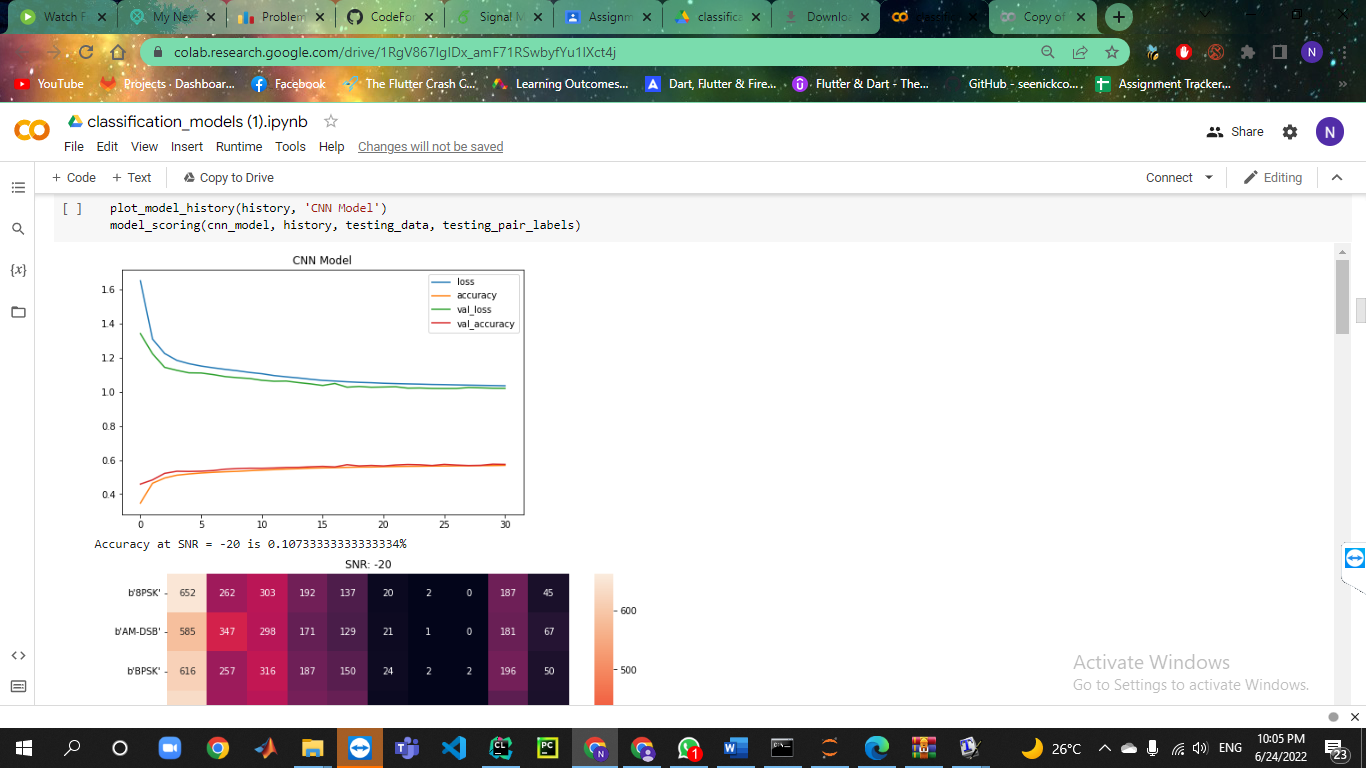 Watch F
My Nex
Problem
CodeFor
Signal M
Assignm
classifica
Downloa
Copy of
colab.research.google.com/drive/1RgV867IgIDx_amF71RSwbyfYu1IXct4j
N
YouTube
Projects · Dashboar...
Facebook
The Flutter Crash C...
Learning Outcomes...
Dart, Flutter & Fire...
Flutter & Dart - The...
GitHub - seenickco...
Assignment Tracker...
»
classification_models (1).ipynb
Share
N
File Edit View Insert Runtime Tools Help Changes will not be saved
+ Code + Text Copy to Drive
Connect Editing
[ ] plot_model_history(history, 'CNN Model')
model_scoring(cnn_model, history, testing_data, testing_pair_labels)
{x}
CNN Model
loss
accuracy
val_loss
val_accuracy
1.6
1.4
1.2
1.0
0.8
0.6
0.4
0 5 10 15 20 25 30
Accuracy at SNR = -20 is 0.10733333333333334%
SNR: -20
b'8PSK' 652 262 303 192 137 20 2 0 187 45
b'AM-DSB' 585 347 298 171 129 21 1 0 181 67
b'BPSK' 616 257 316 187 150 24 2 2 196 50
600
500
Activate Windows
Go to Settings to activate Windows.
26°C
ENG
10:05 PM
6/24/2022
23